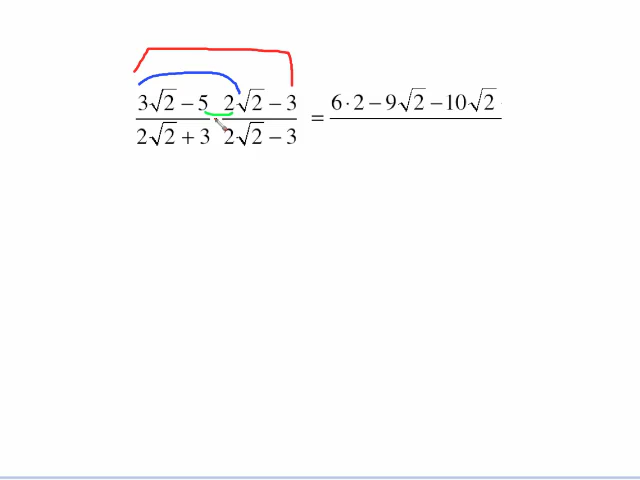 3√2 − 5 2√2 − 3 6 · 2 − 9√2 − 10√2
=
2√2 + 3 2√2 − 3